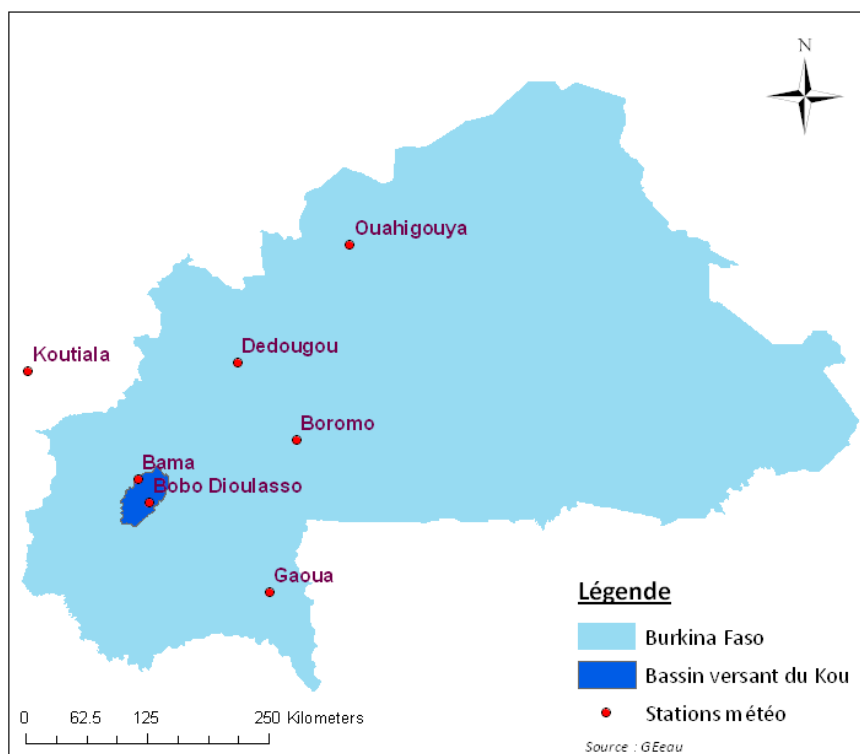 N
Ouahigouya
Dedougou
Koutiala
Boromo
Bama
Bobo Dioulasso
Gaoua
Légende
Burkina Faso
Bassin versant du Kou
Stations météo
0 62.5 125 250 Kilometers
Source : GEeau